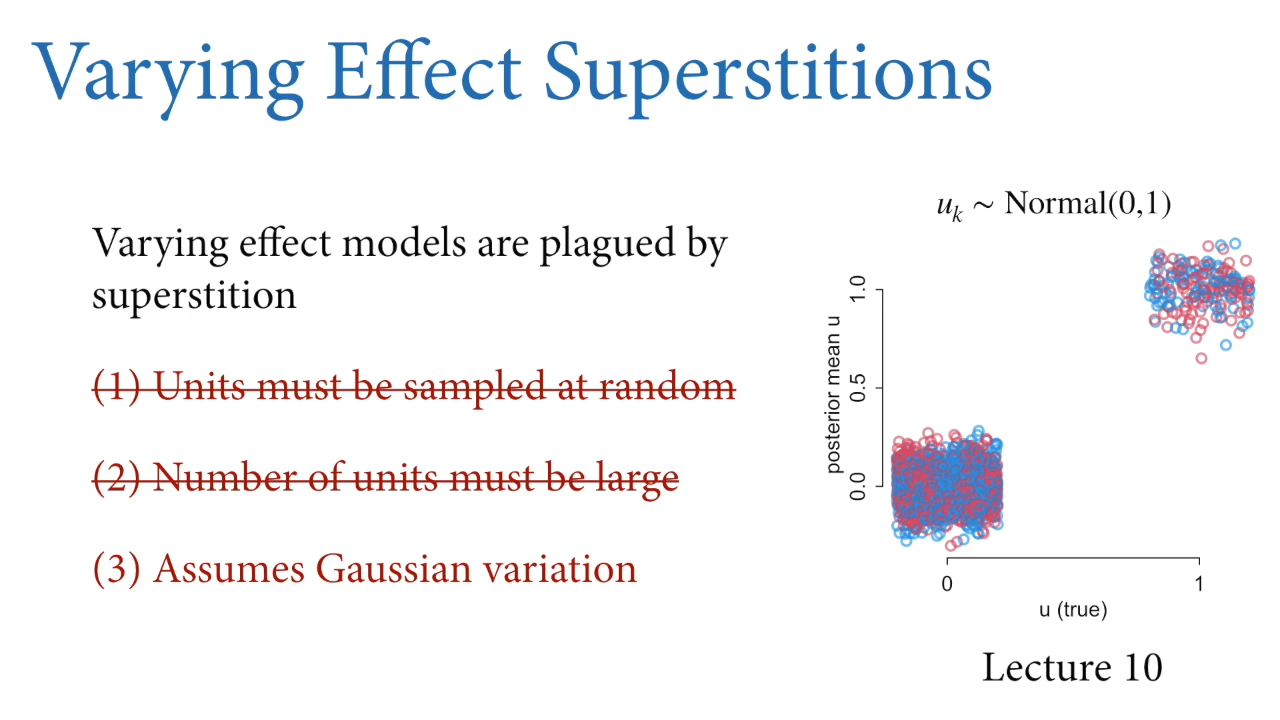 Varying Effect Superstitions
Varying effect models are plagued by
superstition
(1) Units must be sampled at random
(2) Number of units must be large
(3) Assumes Gaussian variation
uₖ ~ Normal(0,1)
posterior mean u
1.0
0.5
0.0
0 1
u (true)
Lecture 10